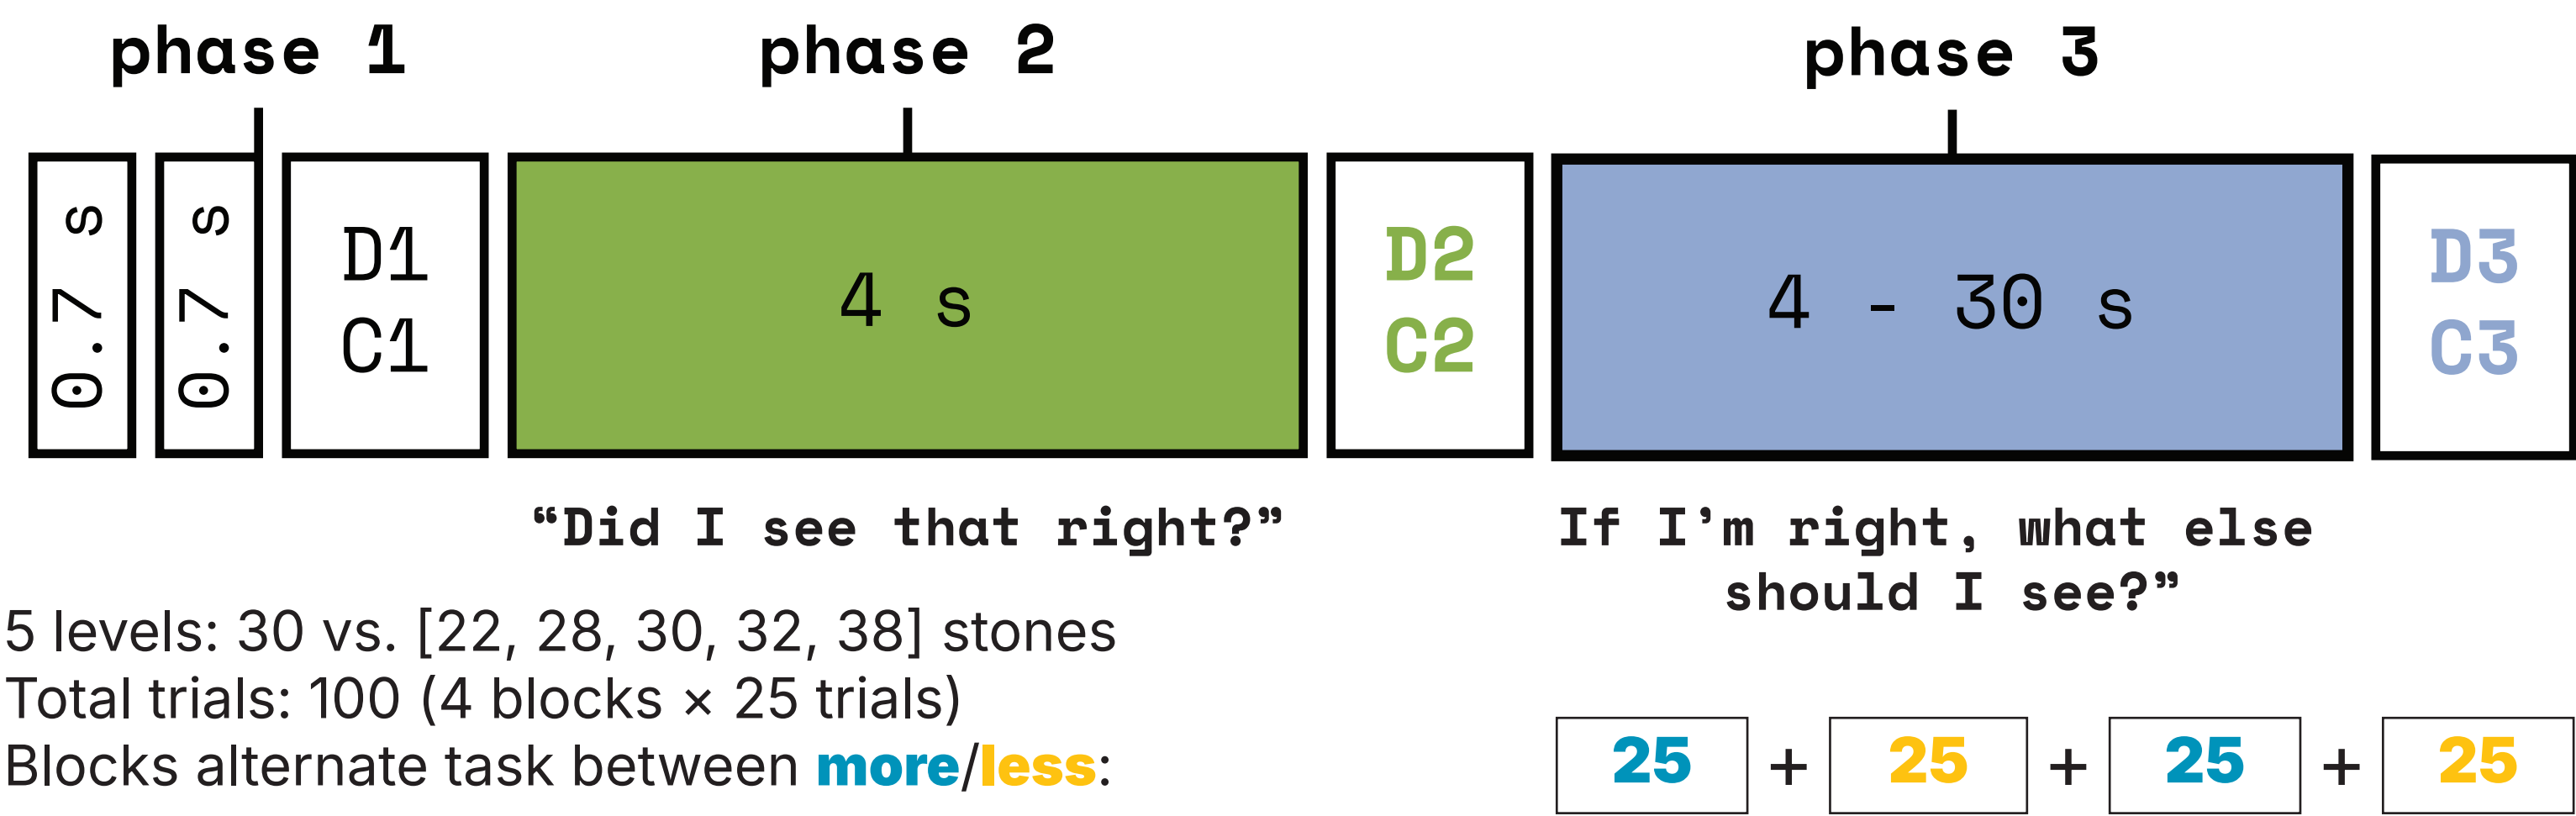 phase 1
phase 2
phase 3
0.7 s
0.7 s
D1
C1
4 s
D2
C2
4 - 30 s
D3
C3
“Did I see that right?”
If I’m right, what else
should I see?”
5 levels: 30 vs. [22, 28, 30, 32, 38] stones
Total trials: 100 (4 blocks × 25 trials)
Blocks alternate task between more/less:
25 + 25 + 25 + 25